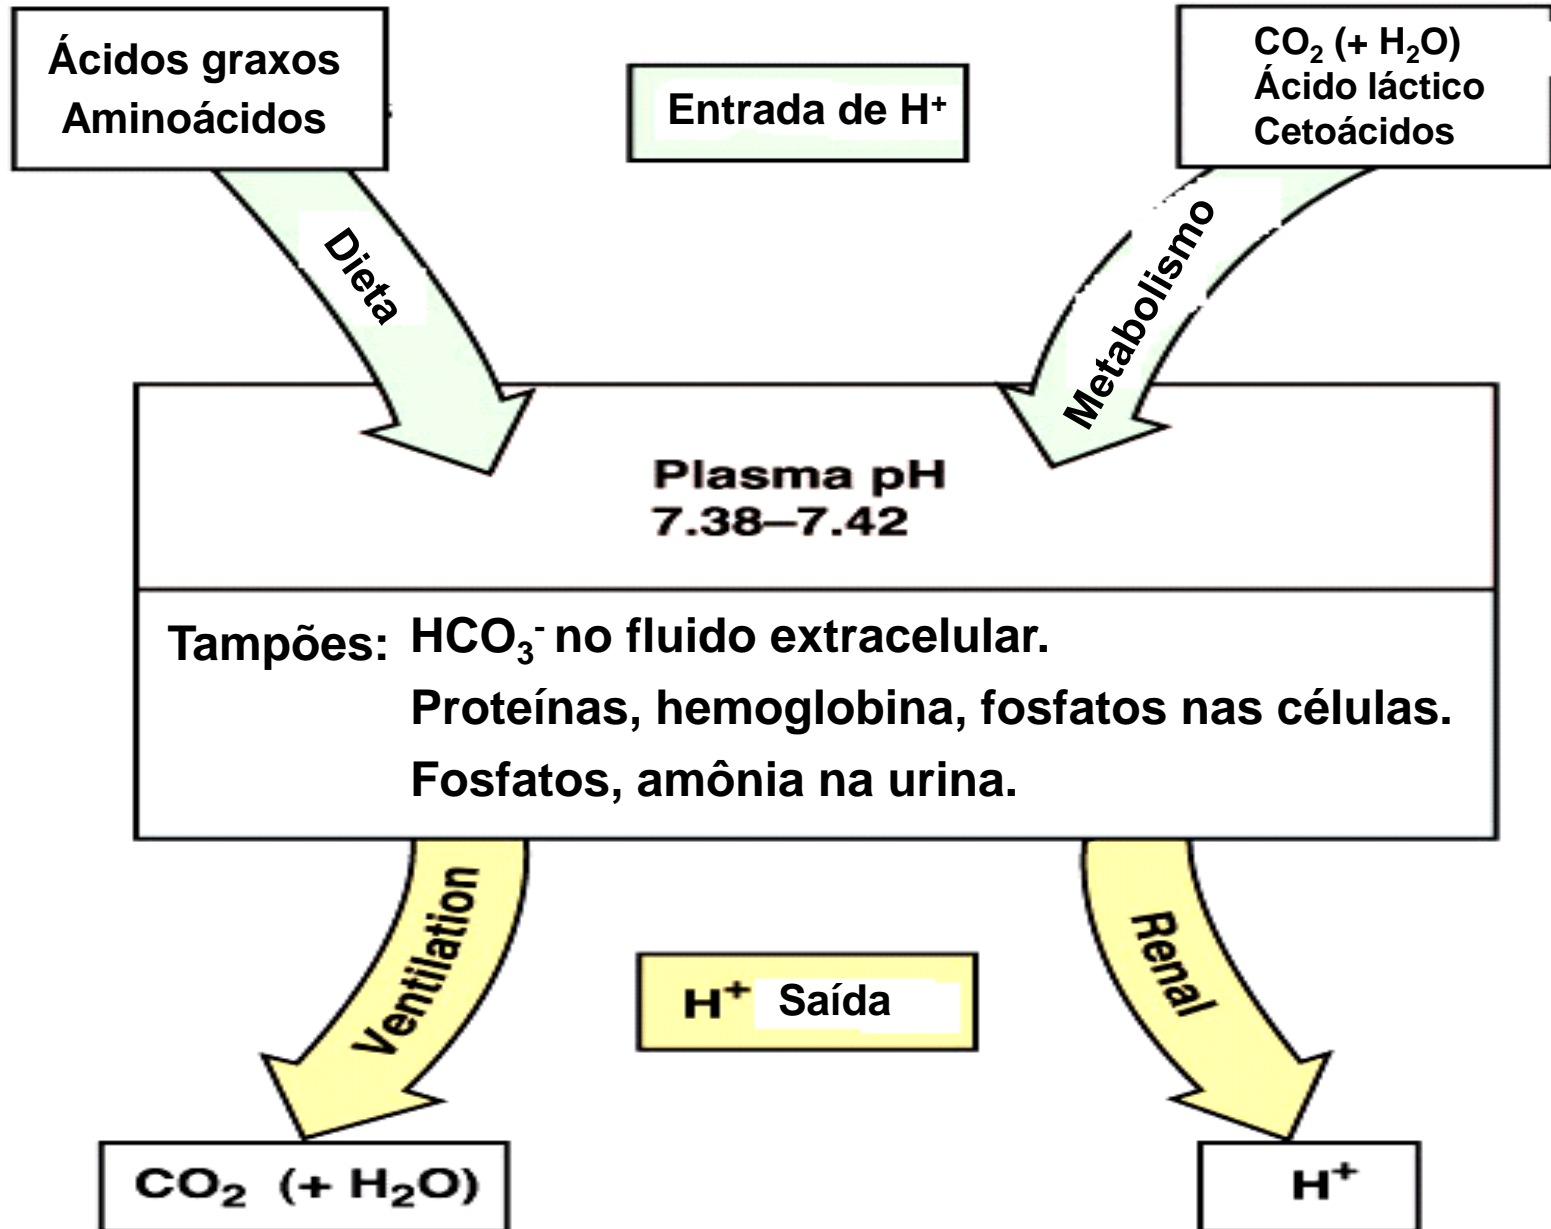 Ácidos graxos
Aminoácidos
Entrada de H⁺
CO₂ (+ H₂O)
Ácido láctico
Cetoácidos
Dieta
Metabolismo
Plasma pH
7.38–7.42
Tampões: HCO₃⁻ no fluido extracelular.
Proteínas, hemoglobina, fosfatos nas células.
Fosfatos, amônia na urina.
Ventilation
H⁺ Saída
Renal
CO₂ (+ H₂O)
H⁺